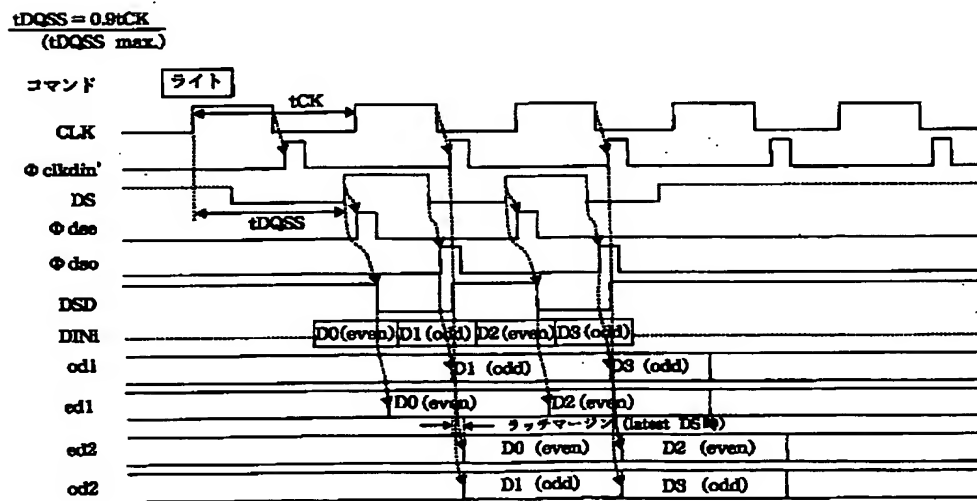 tDQSS = 0.9tCK
(tDQSS max.)
コマンド
ライト
tCK
CLK
Φclkdin'
DS
tDQSS
Φdse
Φdso
DSD
DINi
D0(even) D1(odd) D2(even) D3(odd)
od1
D1 (odd) D3 (odd)
ed1
D0(even) D2(even)
ラッチマージン (latest DS時)
ed2
D0 (even) D2 (even)
od2
D1 (odd) D3 (odd)